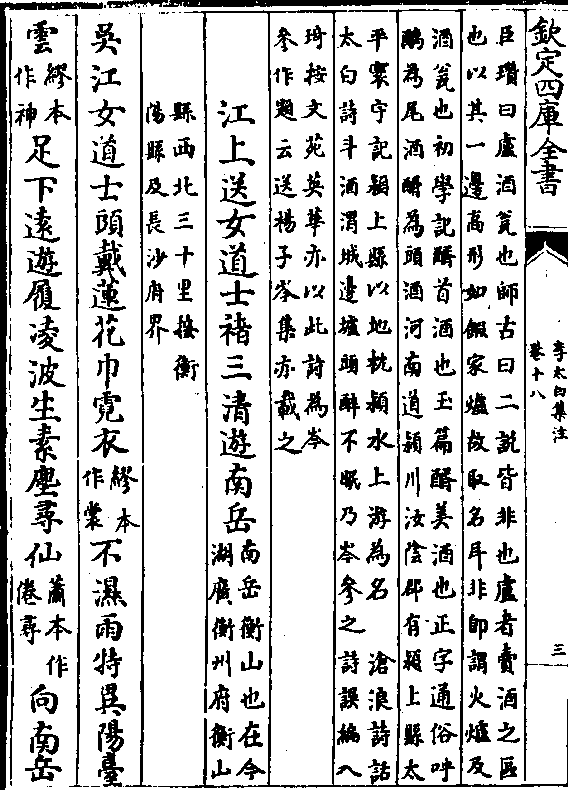 欽定四庫全書
李太白集注
卷十八
三
臣瓚曰盧酒瓮也師古曰二説皆非也盧者賣酒之區
也以其一邊高形如鍛家爐故取名耳非即謂火爐及
酒瓮也初學記醑首酒也玉篇醑美酒也正字通俗呼
醨為尾酒醑為頭酒河南道潁川汝陰郡有潁上縣太
平寰宇記潁上縣以地枕潁水上游為名 滄浪詩話
太白詩斗酒渭城邊壚頭醉不眠乃岑參之詩誤編入
琦按文苑英華亦以此詩為岑
參作題云送楊子岑集亦載之
江上送女道士褚三清遊南岳
南岳衡山也在今
湖廣衡州府衡山
縣西北三十里接衡
陽縣及長沙府界
吳江女道士頭戴蓮花巾霓衣
繆本
作裳
不濕雨特異陽臺
雲
繆本
作神
足下遠遊履凌波生素塵尋仙
蕭本作
倦尋
向南岳